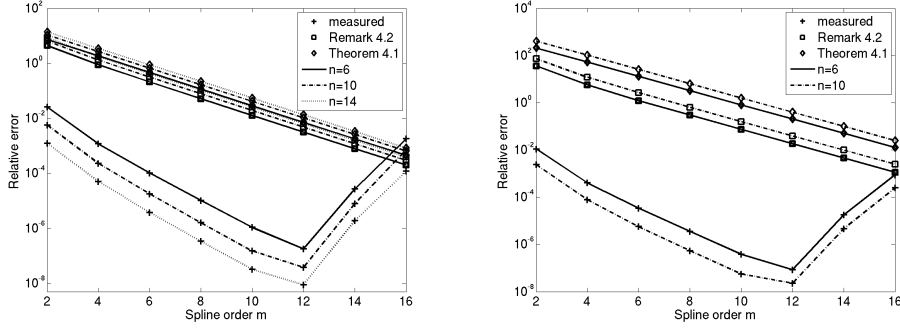 10^2
10^0
10^-2
10^-4
10^-6
10^-8
Relative error
2 4 6 8 10 12 14 16
Spline order m
measured
Remark 4.2
Theorem 4.1
n=6
n=10
n=14
10^4
10^2
10^0
10^-2
10^-4
10^-6
10^-8
Relative error
2 4 6 8 10 12 14 16
Spline order m
measured
Remark 4.2
Theorem 4.1
n=6
n=10